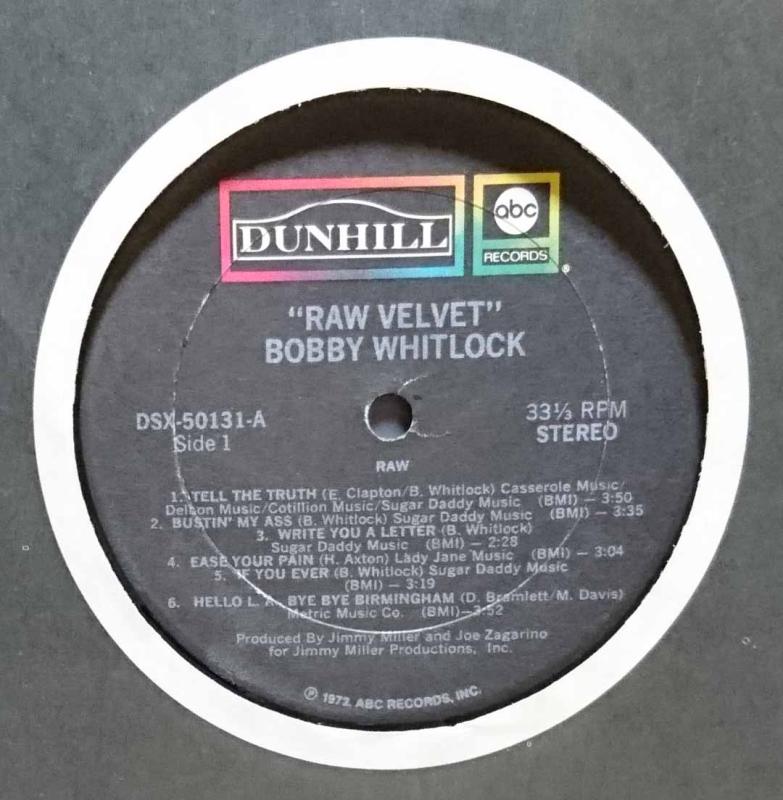 DUNHILL
abc
RECORDS
®
"RAW VELVET"
BOBBY WHITLOCK
DSX-50131-A
Side 1
33⅓ RPM
STEREO
RAW
1. TELL THE TRUTH (E. Clapton/B. Whitlock) Casserole Music/
Delbon Music/Cotillion Music/Sugar Daddy Music (BMI) — 3:50
2. BUSTIN' MY ASS (B. Whitlock) Sugar Daddy Music (BMI) — 3:35
3. WRITE YOU A LETTER (B. Whitlock)
Sugar Daddy Music (BMI) — 2:28
4. EASE YOUR PAIN (H. Axton) Lady Jane Music (BMI) — 3:04
5. IF YOU EVER (B. Whitlock) Sugar Daddy Music
(BMI) — 3:19
6. HELLO L. A., BYE BYE BIRMINGHAM (D. Bramlett/M. Davis)
Metric Music Co. (BMI)—3:52
Produced By Jimmy Miller and Joe Zagarino
for Jimmy Miller Productions, Inc.
℗ 1972, ABC RECORDS, INC.